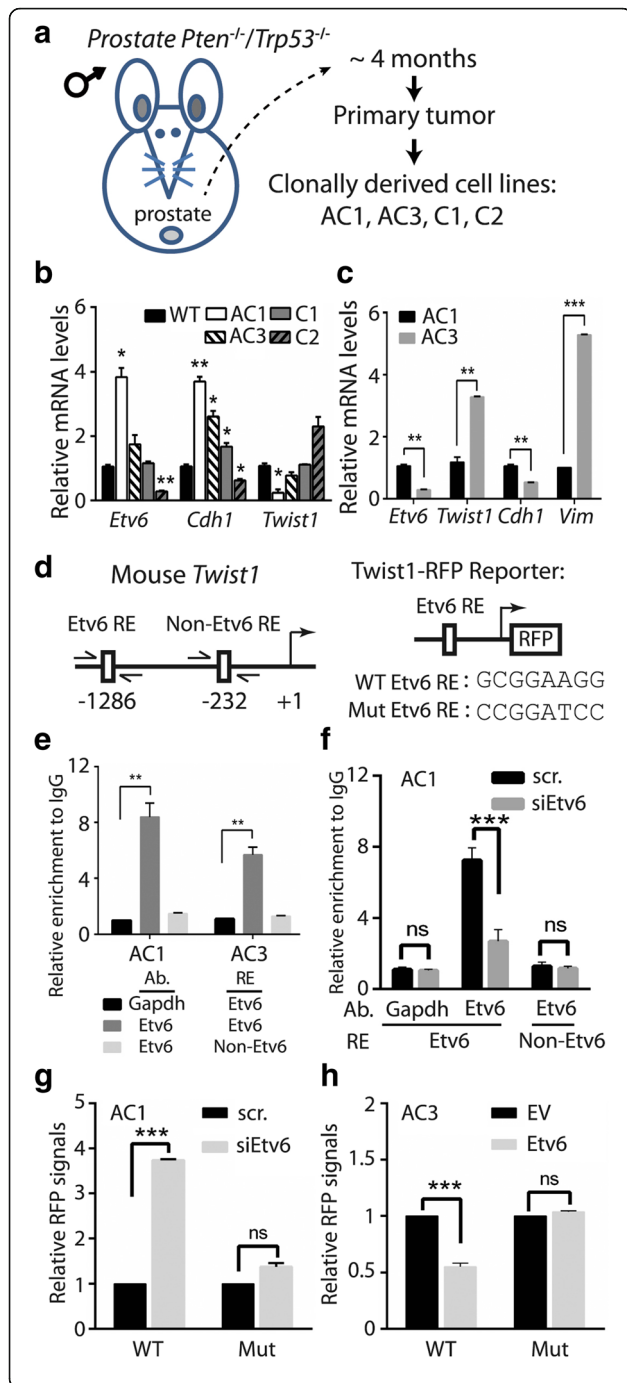 a
Prostate Pten-/-/Trp53-/-
~ 4 months
Primary tumor
Clonally derived cell lines:
AC1, AC3, C1, C2
prostate
b
Relative mRNA levels
6
4
2
0
WT AC1 C1
AC3 C2
*
**
**
*
*
*
*
Etv6 Cdh1 Twist1
c
Relative mRNA levels
6
4
2
0
AC1
AC3
**
**
**
***
Etv6 Twist1 Cdh1 Vim
d
Mouse Twist1
Etv6 RE Non-Etv6 RE
-1286 -232 +1
Twist1-RFP Reporter:
Etv6 RE
RFP
WT Etv6 RE : GCGGAAGG
Mut Etv6 RE : CCGGATCC
e
Relative enrichment to IgG
12
8
4
0
**
**
AC1 AC3
Ab. RE
Gapdh Etv6 Etv6
Etv6 Etv6
Etv6 Non-Etv6
f
Relative enrichment to IgG
12
8
4
0
AC1
scr.
siEtv6
ns
***
ns
Ab. Gapdh Etv6 Etv6
RE Etv6 Non-Etv6
g
Relative RFP signals
5
4
3
2
1
0
AC1
scr.
siEtv6
***
ns
WT Mut
h
Relative RFP signals
2
1.5
1
0.5
0
AC3
EV
Etv6
***
ns
WT Mut